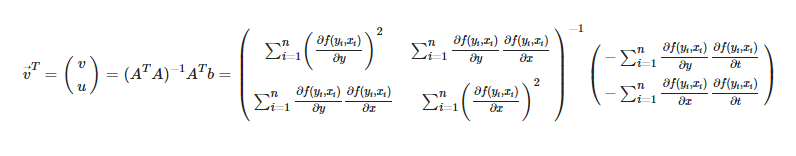 $\vec{v}^T = \begin{pmatrix} v \\ u \end{pmatrix} = (A^T A)^{-1} A^T b = \begin{pmatrix} \sum_{i=1}^{n} \left( \frac{\partial f(y_i, x_i)}{\partial y} \right)^2 & \sum_{i=1}^{n} \frac{\partial f(y_i, x_i)}{\partial y} \frac{\partial f(y_i, x_i)}{\partial x} \\ \sum_{i=1}^{n} \frac{\partial f(y_i, x_i)}{\partial y} \frac{\partial f(y_i, x_i)}{\partial x} & \sum_{i=1}^{n} \left( \frac{\partial f(y_i, x_i)}{\partial x} \right)^2 \end{pmatrix}^{-1} \begin{pmatrix} -\sum_{i=1}^{n} \frac{\partial f(y_i, x_i)}{\partial y} \frac{\partial f(y_i, x_i)}{\partial t} \\ -\sum_{i=1}^{n} \frac{\partial f(y_i, x_i)}{\partial x} \frac{\partial f(y_i, x_i)}{\partial t} \end{pmatrix}$